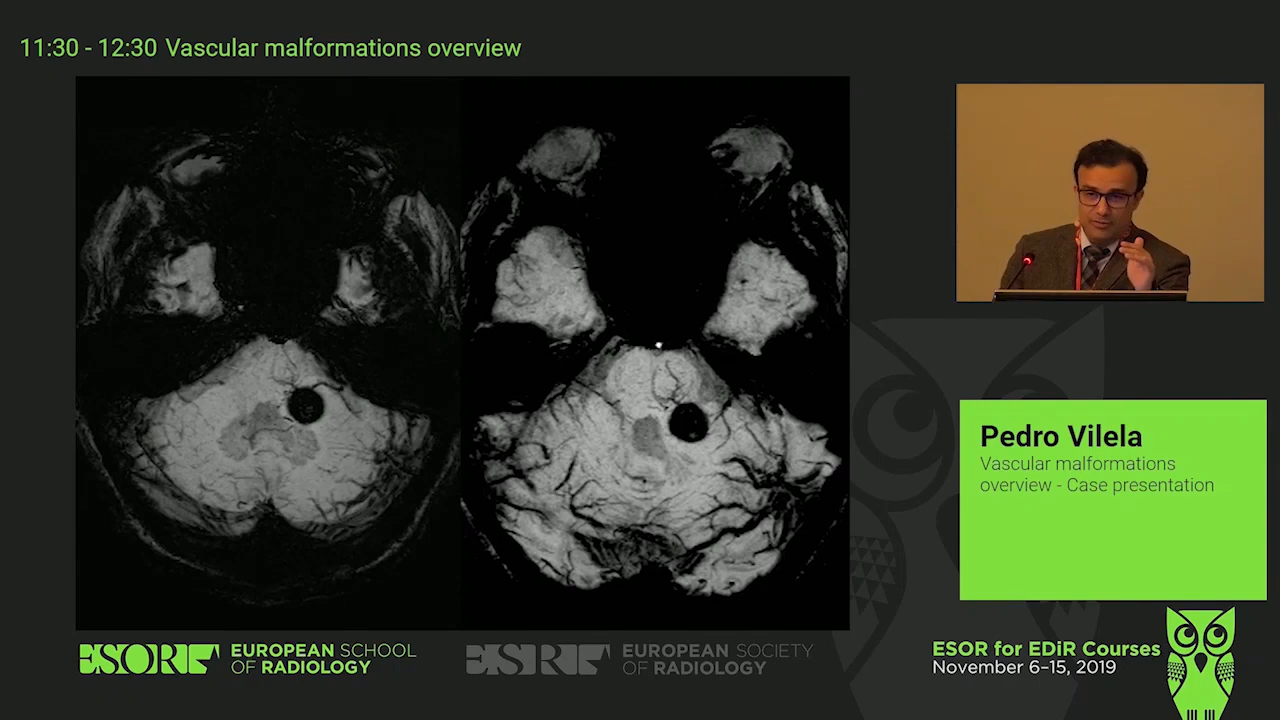 11:30 - 12:30 Vascular malformations overview
Pedro Vilela
Vascular malformations
overview - Case presentation
ESOR EUROPEAN SCHOOL
OF RADIOLOGY
ESR EUROPEAN SOCIETY
OF RADIOLOGY
ESOR for EDiR Courses
November 6–15, 2019